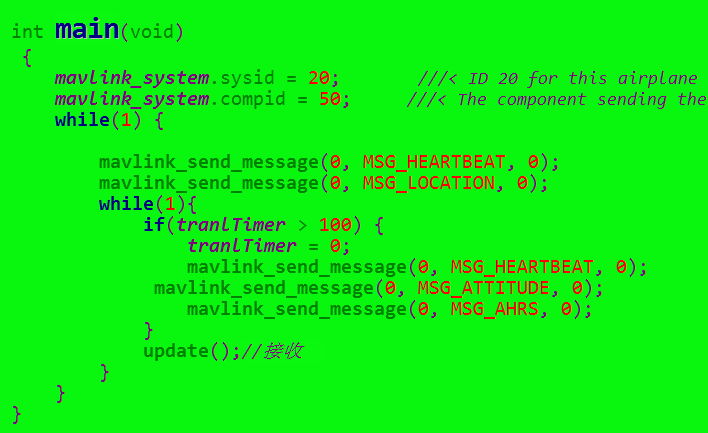 int main(void)
{
mavlink_system.sysid = 20; ///< ID 20 for this airplane
mavlink_system.compid = 50; ///< The component sending the
while(1) {
mavlink_send_message(0, MSG_HEARTBEAT, 0);
mavlink_send_message(0, MSG_LOCATION, 0);
while(1){
if(tranlTimer > 100) {
tranlTimer = 0;
mavlink_send_message(0, MSG_HEARTBEAT, 0);
mavlink_send_message(0, MSG_ATTITUDE, 0);
mavlink_send_message(0, MSG_AHRS, 0);
}
update();//接收
}
}
}